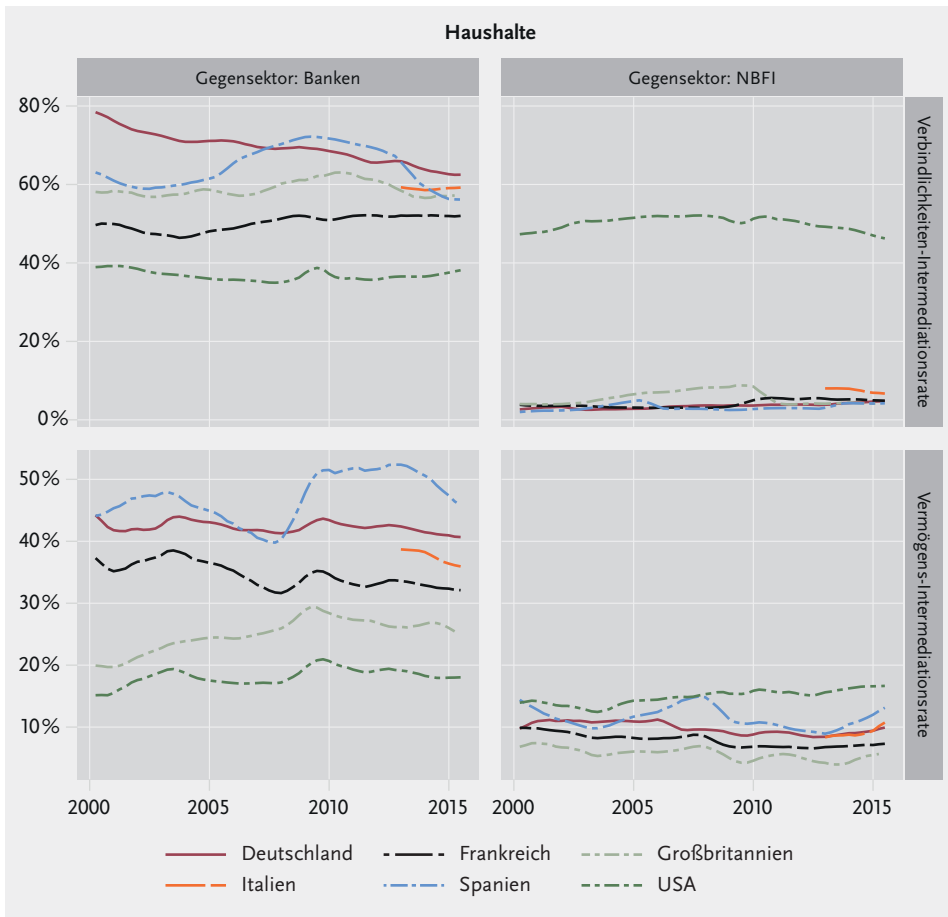 Haushalte
Gegensektor: Banken
Gegensektor: NBFI
80%
60%
40%
20%
0%
Verbindlichkeiten-Intermediationsrate
50%
40%
30%
20%
10%
Vermögens-Intermediationsrate
2000 2005 2010 2015
2000 2005 2010 2015
Deutschland Frankreich Großbritannien
Italien Spanien USA